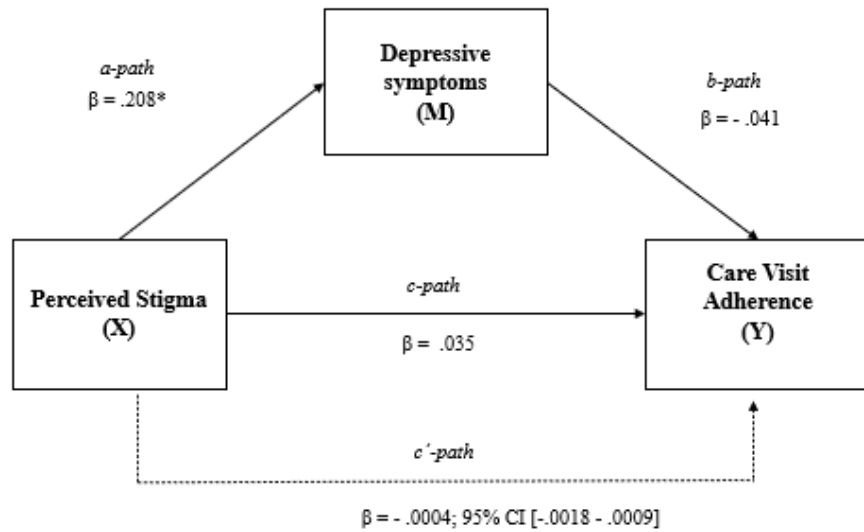 Depressive
symptoms
(M)
a-path
β = .208*
b-path
β = - .041
Perceived Stigma
(X)
c-path
β = .035
Care Visit
Adherence
(Y)
c´-path
β = - .0004; 95% CI [-.0018 - .0009]